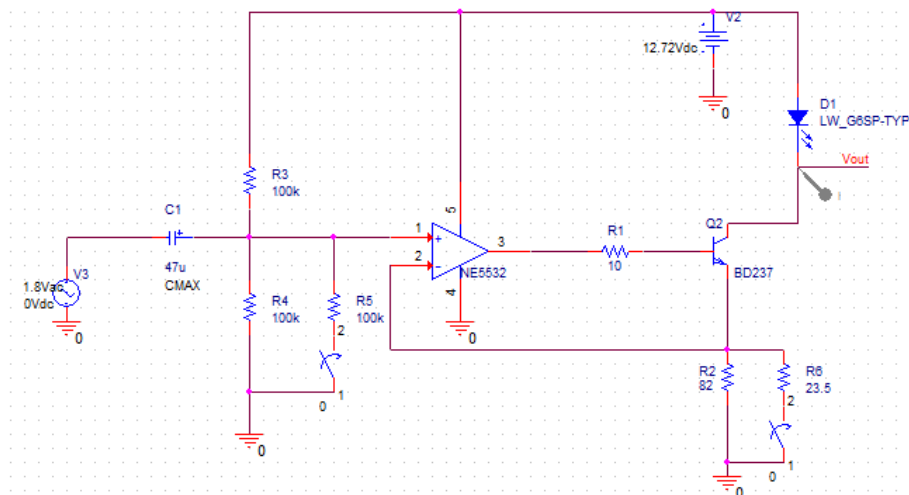 V2
12.72Vdc
0
D1
LW_G6SP-TYP
Vout
I
R3
100k
C1
47u
CMAX
V3
1.8Vac
0Vdc
0
R4
100k
R5
100k
2
1
0
0
1
+
2
-
5
3
4
NE5532
0
R1
10
Q2
BD237
R2
82
R6
23.5
2
1
0
0